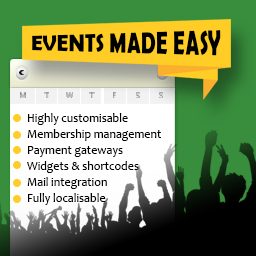 EVENTS MADE EASY
M T W T F S S
Highly customisable
Membership management
Payment gateways
Widgets & shortcodes
Mail integration
Fully localisable